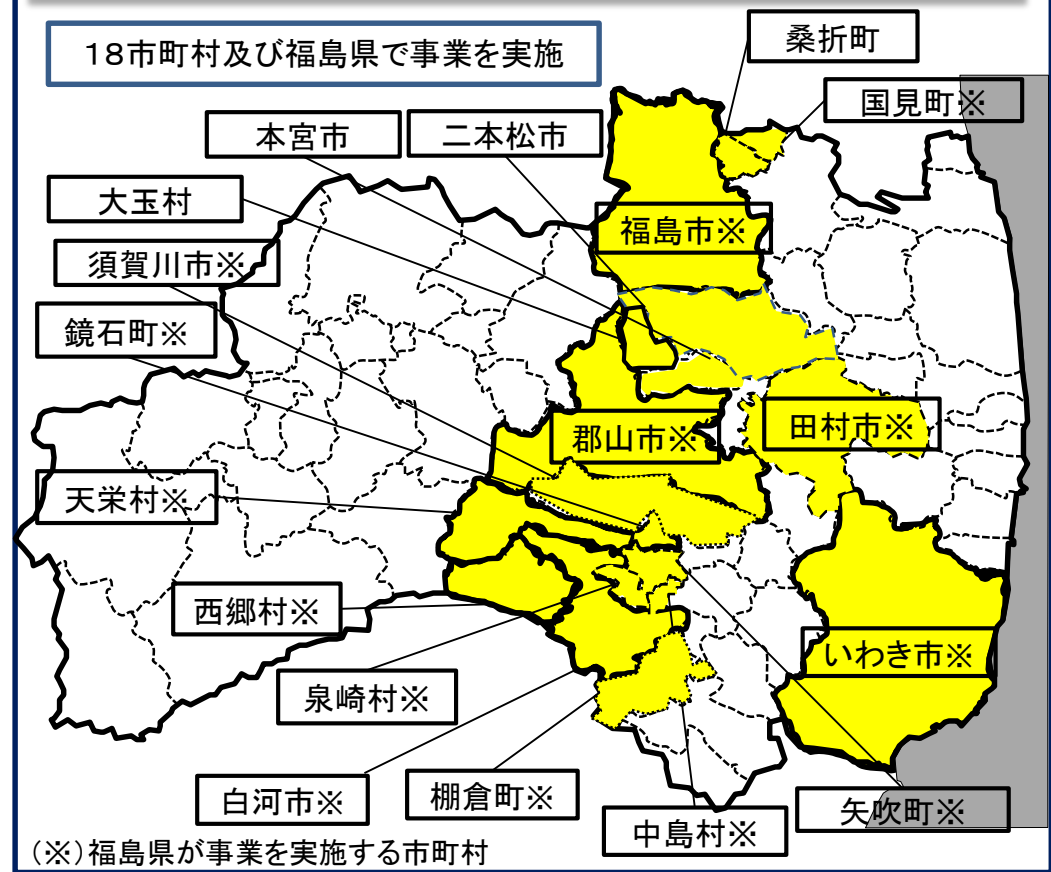 18市町村及び福島県で事業を実施
桑折町
国見町※
本宮市
二本松市
大玉村
福島市※
須賀川市※
鏡石町※
郡山市※
田村市※
天栄村※
西郷村※
いわき市※
泉崎村※
白河市※
棚倉町※
中島村※
矢吹町※
(※)福島県が事業を実施する市町村